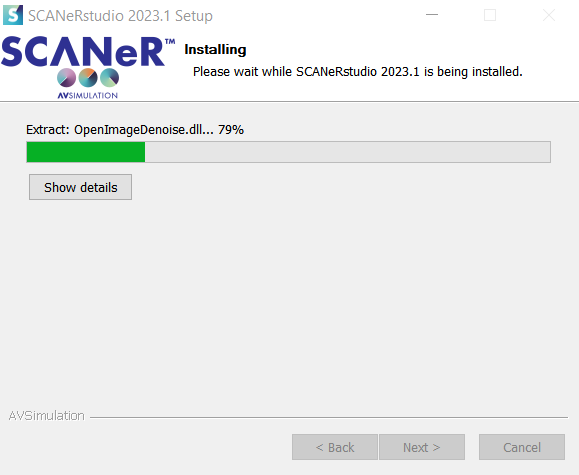 SCANeRstudio 2023.1 Setup
SCANeR™
AVSIMULATION
Installing
Please wait while SCANeRstudio 2023.1 is being installed.
Extract: OpenImageDenoise.dll... 79%
Show details
AVSimulation
< Back
Next >
Cancel